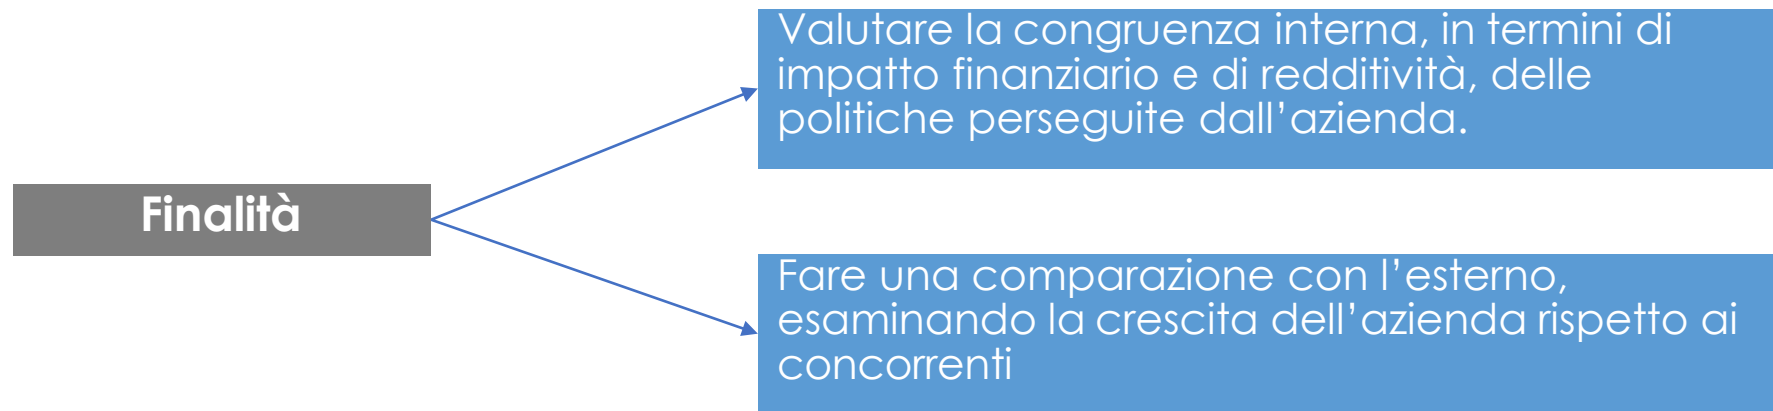 Valutare la congruenza interna, in termini di
impatto finanziario e di redditività, delle
politiche perseguite dall’azienda.
Finalità
Fare una comparazione con l’esterno,
esaminando la crescita dell’azienda rispetto ai
concorrenti